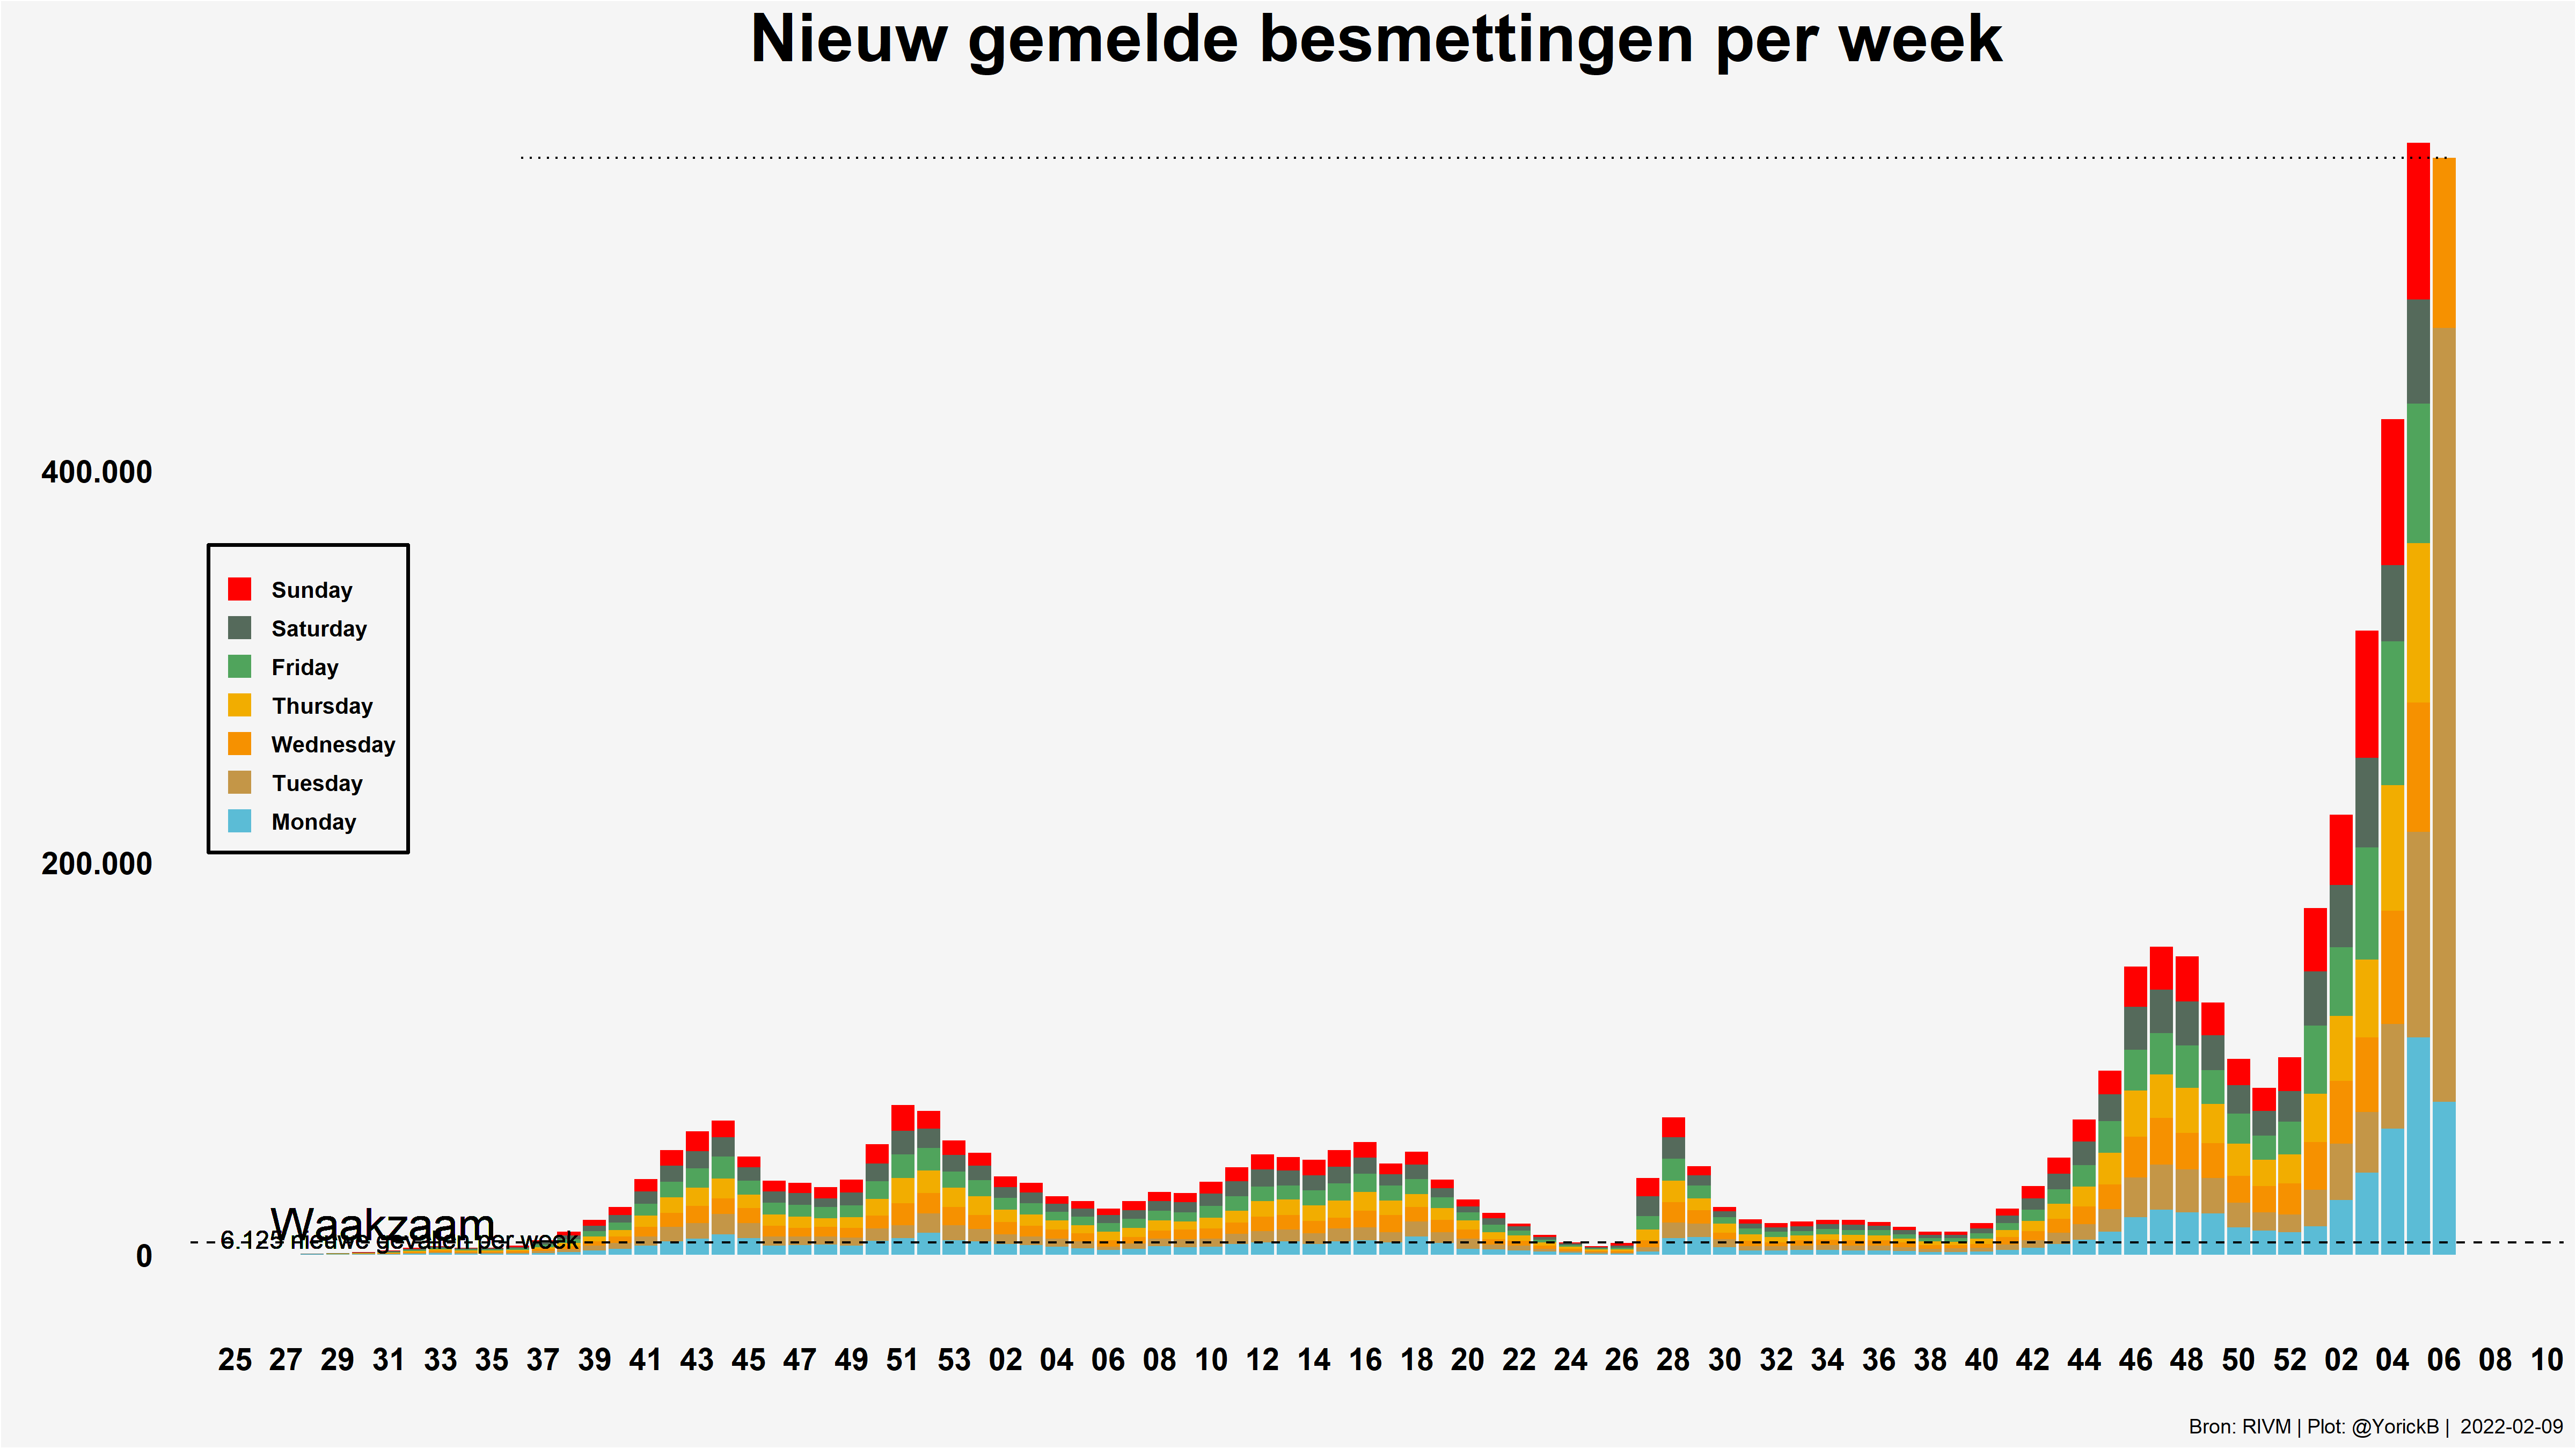 Nieuw gemelde besmettingen per week
400.000
200.000
0
Sunday
Saturday
Friday
Thursday
Wednesday
Tuesday
Monday
Waakzaam
6.125 nieuwe gevallen per week
25 27 29 31 33 35 37 39 41 43 45 47 49 51 53 02 04 06 08 10 12 14 16 18 20 22 24 26 28 30 32 34 36 38 40 42 44 46 48 50 52 02 04 06 08 10
Bron: RIVM | Plot: @YorickB | 2022-02-09